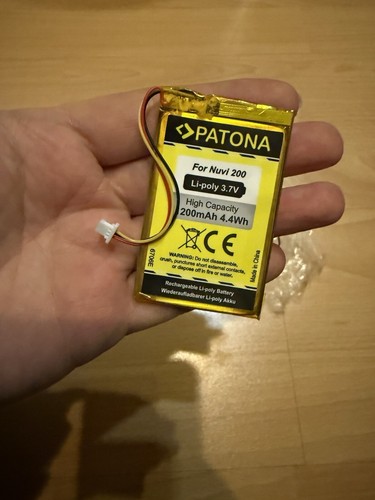 PATONA
For Nuvi 200
Li-poly 3.7V
High Capacity
200mAh 4.4Wh
CE
WARNING: Do not disassemble,
crush, punctures short external contacts,
or dispose off in fire or water.
6706E
Made in China
Rechargeable Li-poly Battery
Wiederaufladbarer Li-poly Akku